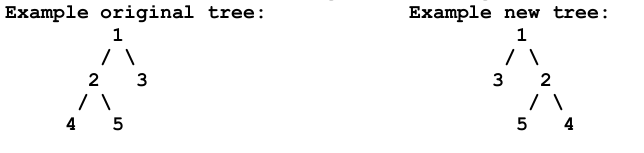 Example original tree: Example new tree:
1 1
/ \ / \
2 3 3 2
/ \ / \
4 5 5 4